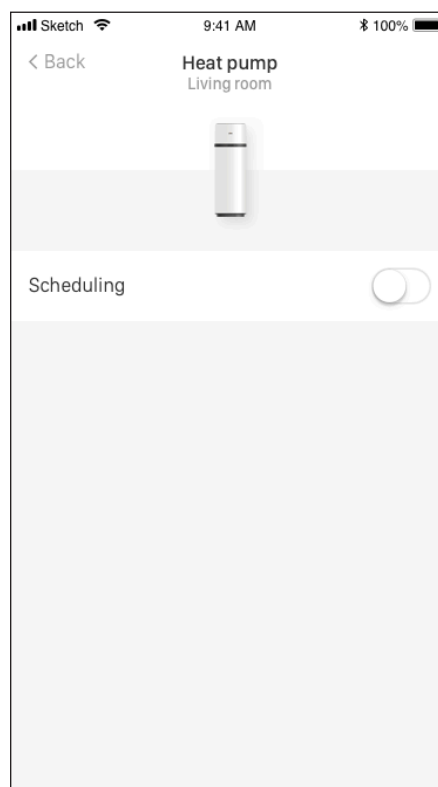 Sketch 9:41 AM 100%
< Back
Heat pump
Living room
Scheduling